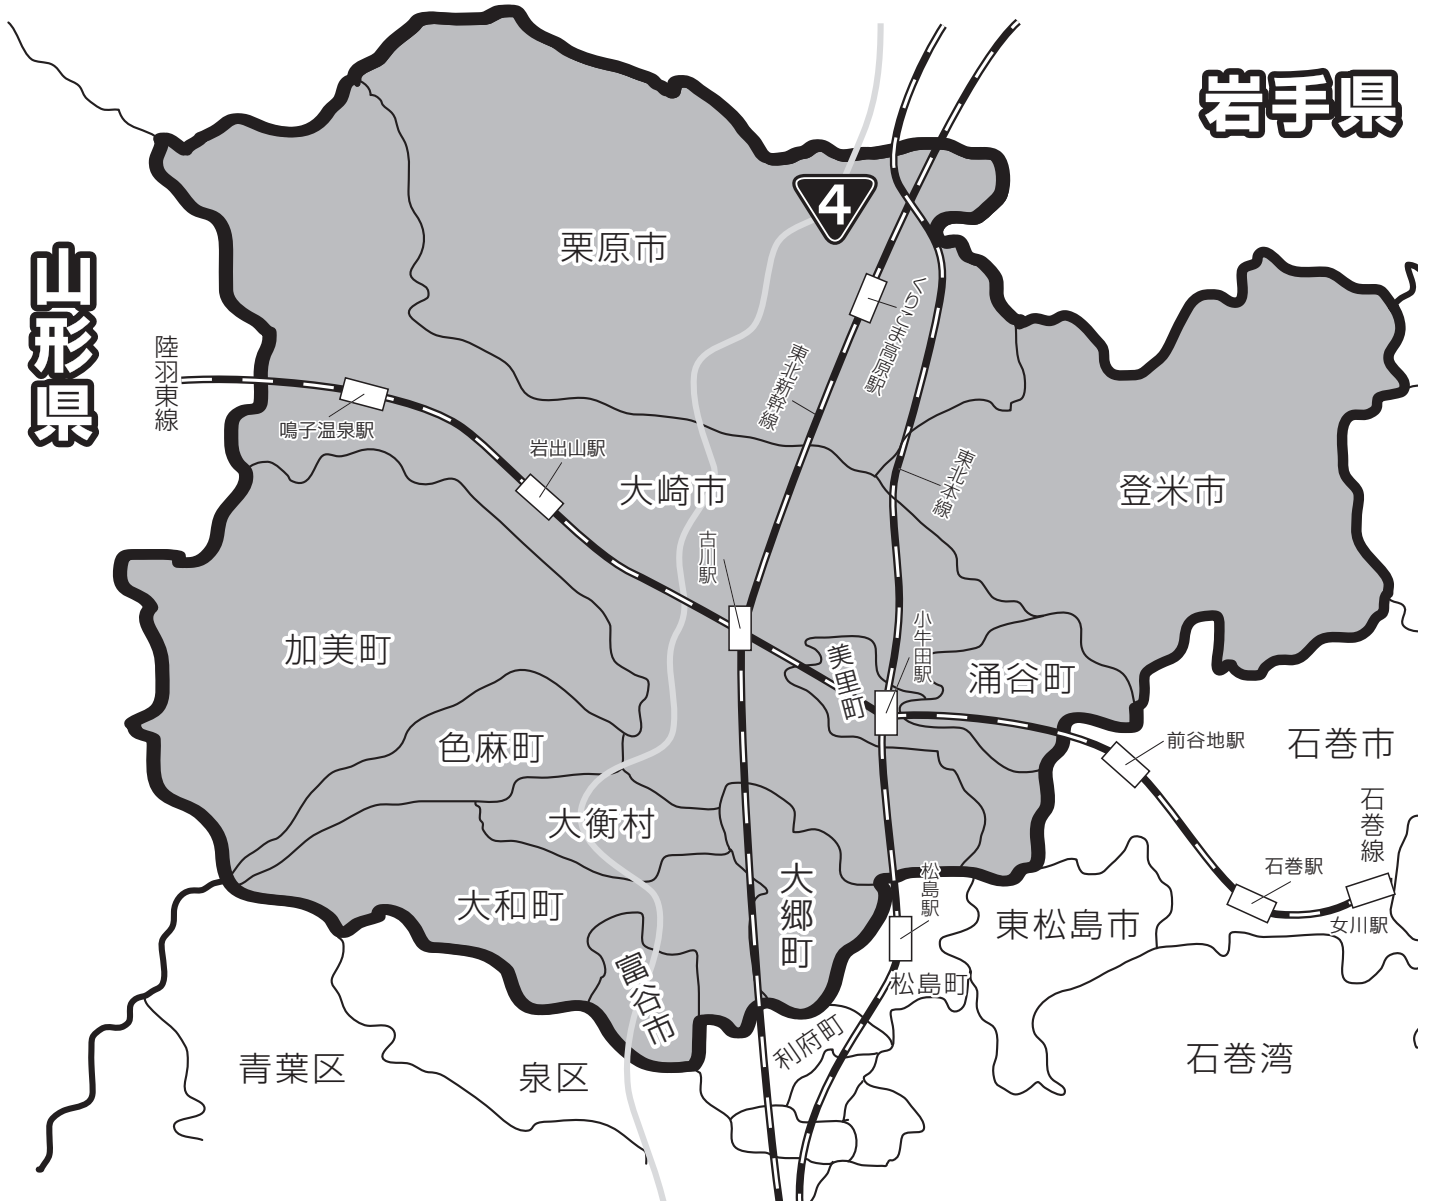 岩手県
4
栗原市
山形県
くりこま高原駅
陸羽東線
東北新幹線
鳴子温泉駅
岩出山駅
大崎市
東北本線
登米市
古川駅
加美町
美里町
小牛田駅
涌谷町
色麻町
前谷地駅
石巻市
大衡村
石巻線
大和町
大郷町
松島駅
石巻駅
東松島市
女川駅
富谷市
松島町
利府町
青葉区
泉区
石巻湾